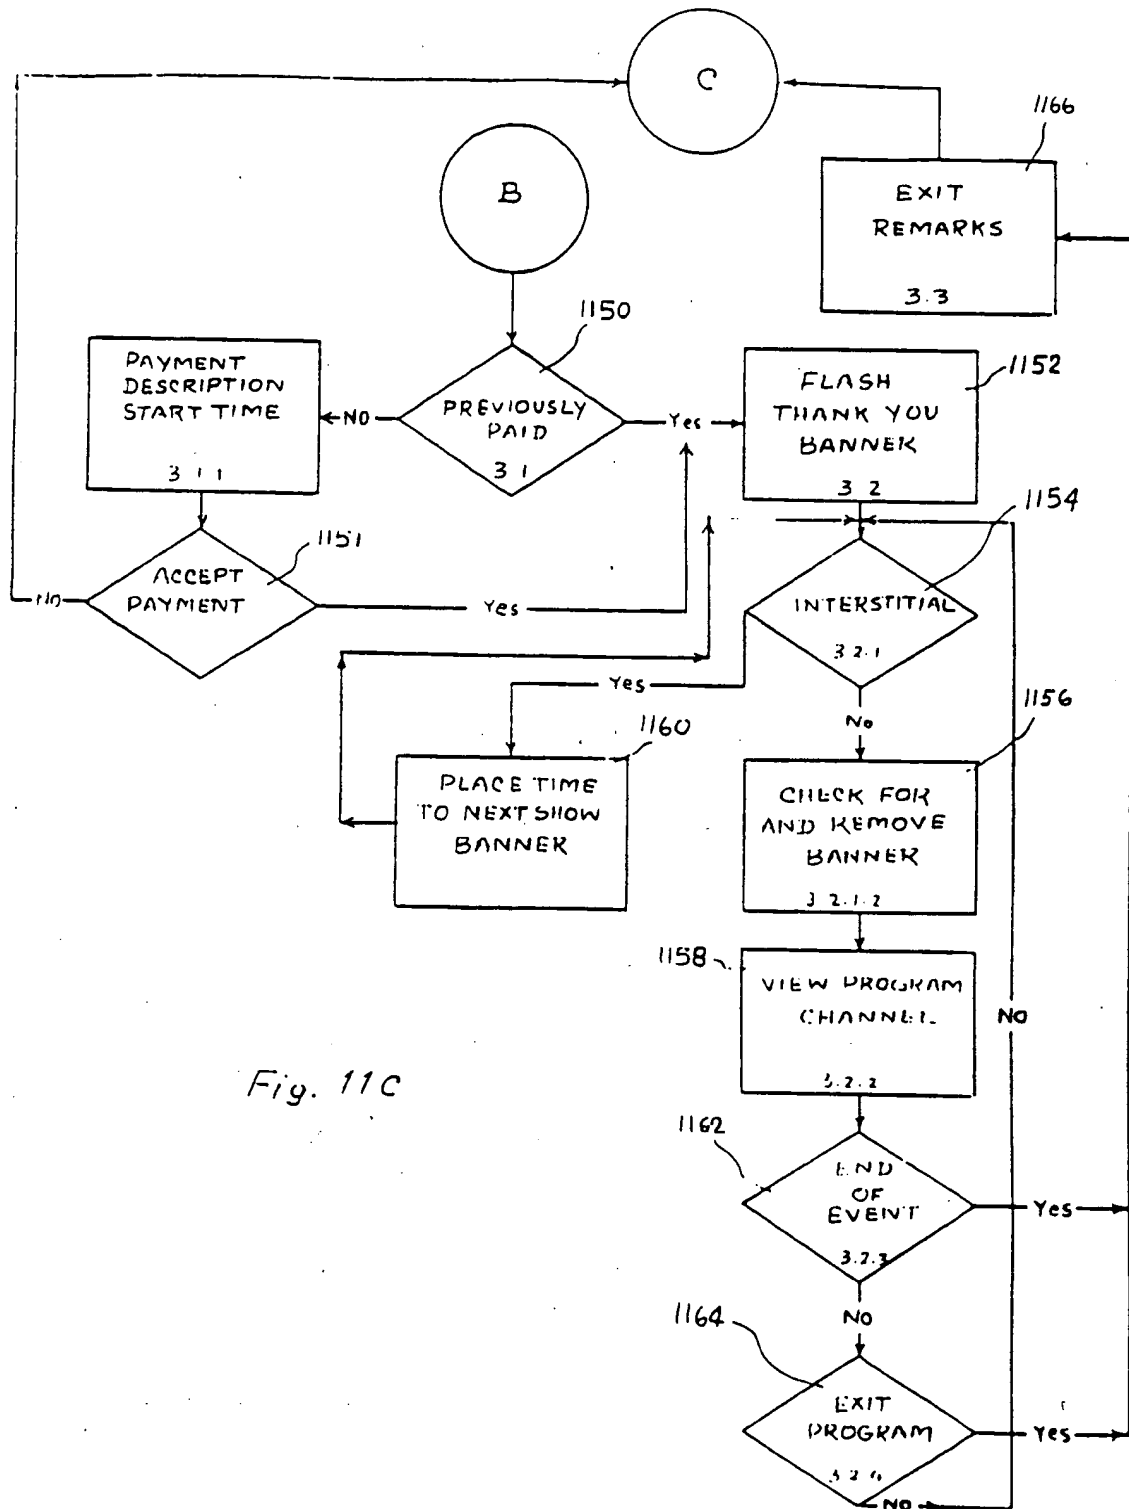 C
1166
EXIT
REMARKS
3.3
B
1150
PREVIOUSLY
PAID
3.1
NO
Yes
PAYMENT
DESCRIPTION
START TIME
3.1.1
1152
FLASH
THANK YOU
BANNER
3.2
1151
ACCEPT
PAYMENT
No
Yes
1154
INTERSTITIAL
3.2.1
Yes
No
1160
PLACE TIME
TO NEXT SHOW
BANNER
1156
CHECK FOR
AND REMOVE
BANNER
3.2.1.2
1158
VIEW PROGRAM
CHANNEL
3.2.2
NO
Fig. 11C
1162
END
OF
EVENT
3.2.3
Yes
No
1164
EXIT
PROGRAM
3.2.4
Yes
No